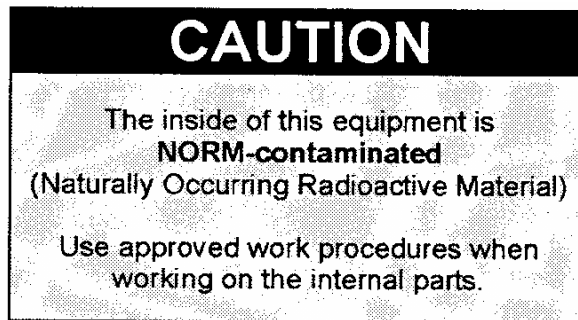 CAUTION
The inside of this equipment is
NORM-contaminated
(Naturally Occurring Radioactive Material)
Use approved work procedures when
working on the internal parts.